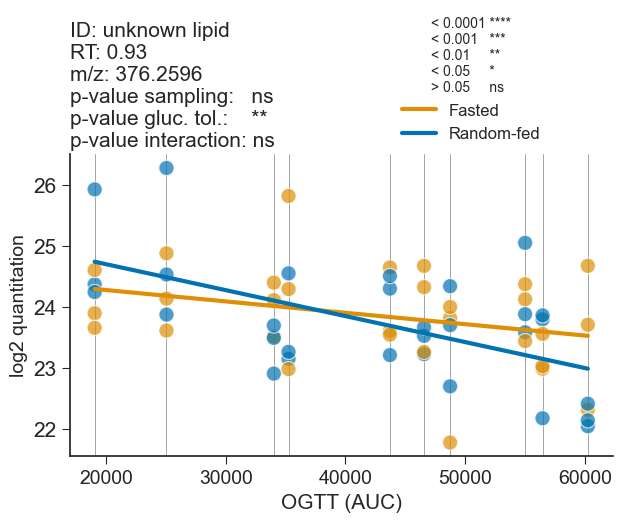 ID: unknown lipid
RT: 0.93
m/z: 376.2596
p-value sampling: ns
p-value gluc. tol.: **
p-value interaction: ns
< 0.0001 ****
< 0.001 ***
< 0.01 **
< 0.05 *
> 0.05 ns
Fasted
Random-fed
log2 quantitation
26
25
24
23
22
20000 30000 40000 50000 60000
OGTT (AUC)